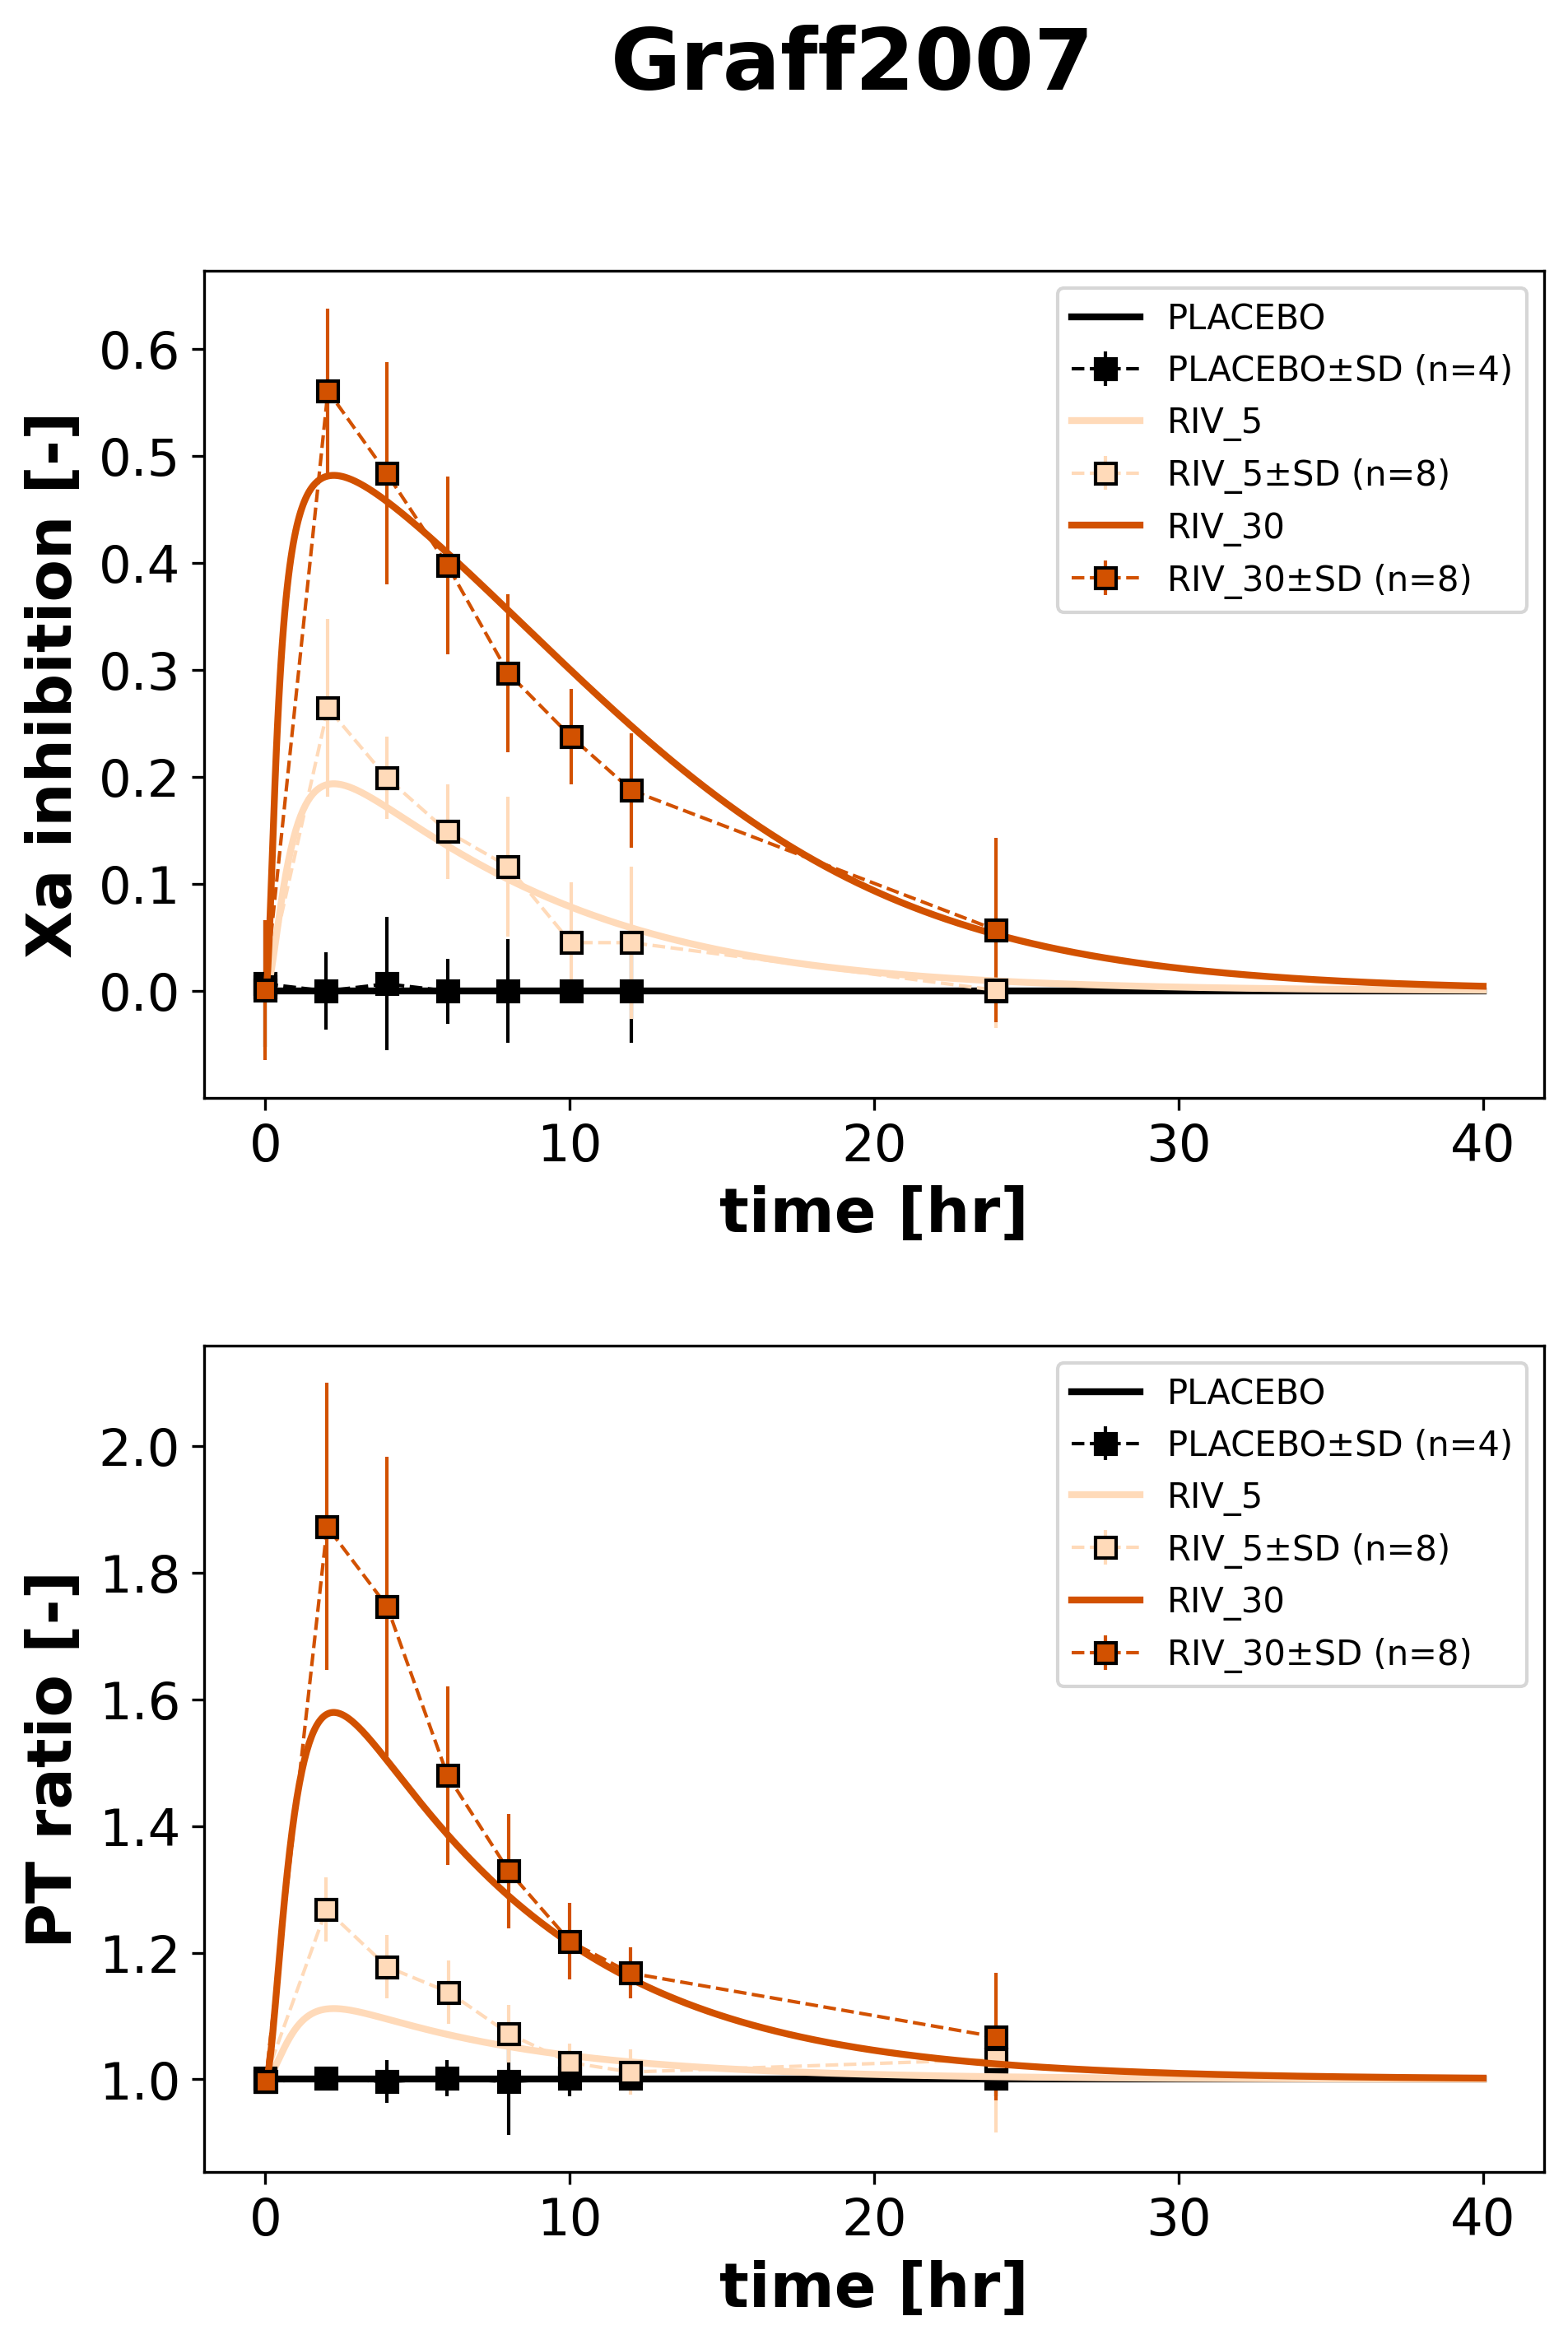 Graff2007
Xa inhibition [-]
0.6
0.5
0.4
0.3
0.2
0.1
0.0
PLACEBO
PLACEBO±SD (n=4)
RIV_5
RIV_5±SD (n=8)
RIV_30
RIV_30±SD (n=8)
0 10 20 30 40
time [hr]
PT ratio [-]
2.0
1.8
1.6
1.4
1.2
1.0
PLACEBO
PLACEBO±SD (n=4)
RIV_5
RIV_5±SD (n=8)
RIV_30
RIV_30±SD (n=8)
0 10 20 30 40
time [hr]